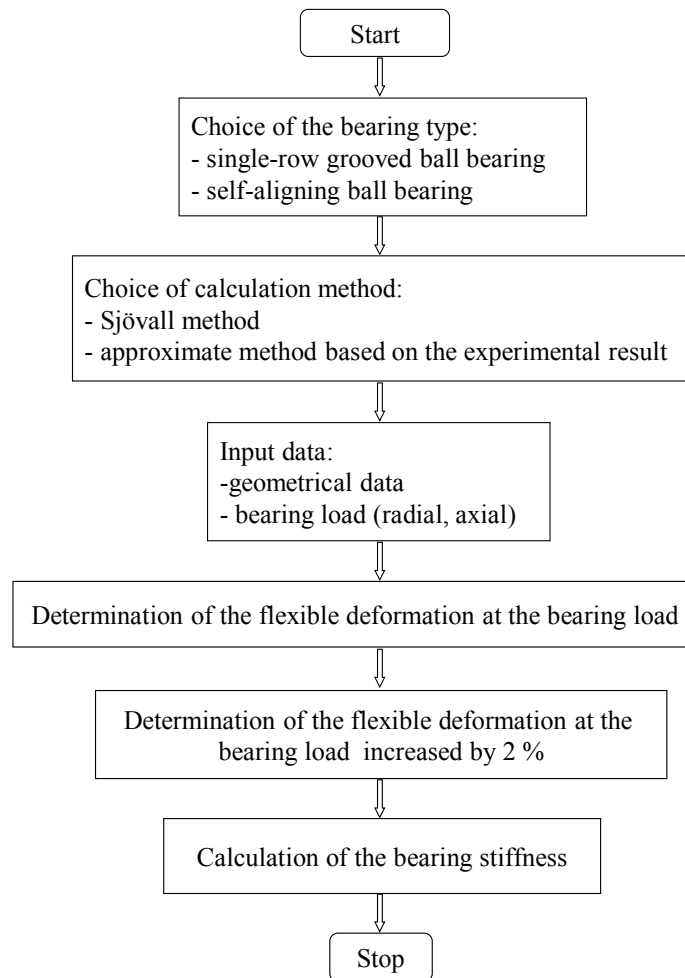 Start
Choice of the bearing type:
- single-row grooved ball bearing
- self-aligning ball bearing
Choice of calculation method:
- Sjövall method
- approximate method based on the experimental result
Input data:
-geometrical data
- bearing load (radial, axial)
Determination of the flexible deformation at the bearing load
Determination of the flexible deformation at the
bearing load increased by 2 %
Calculation of the bearing stiffness
Stop